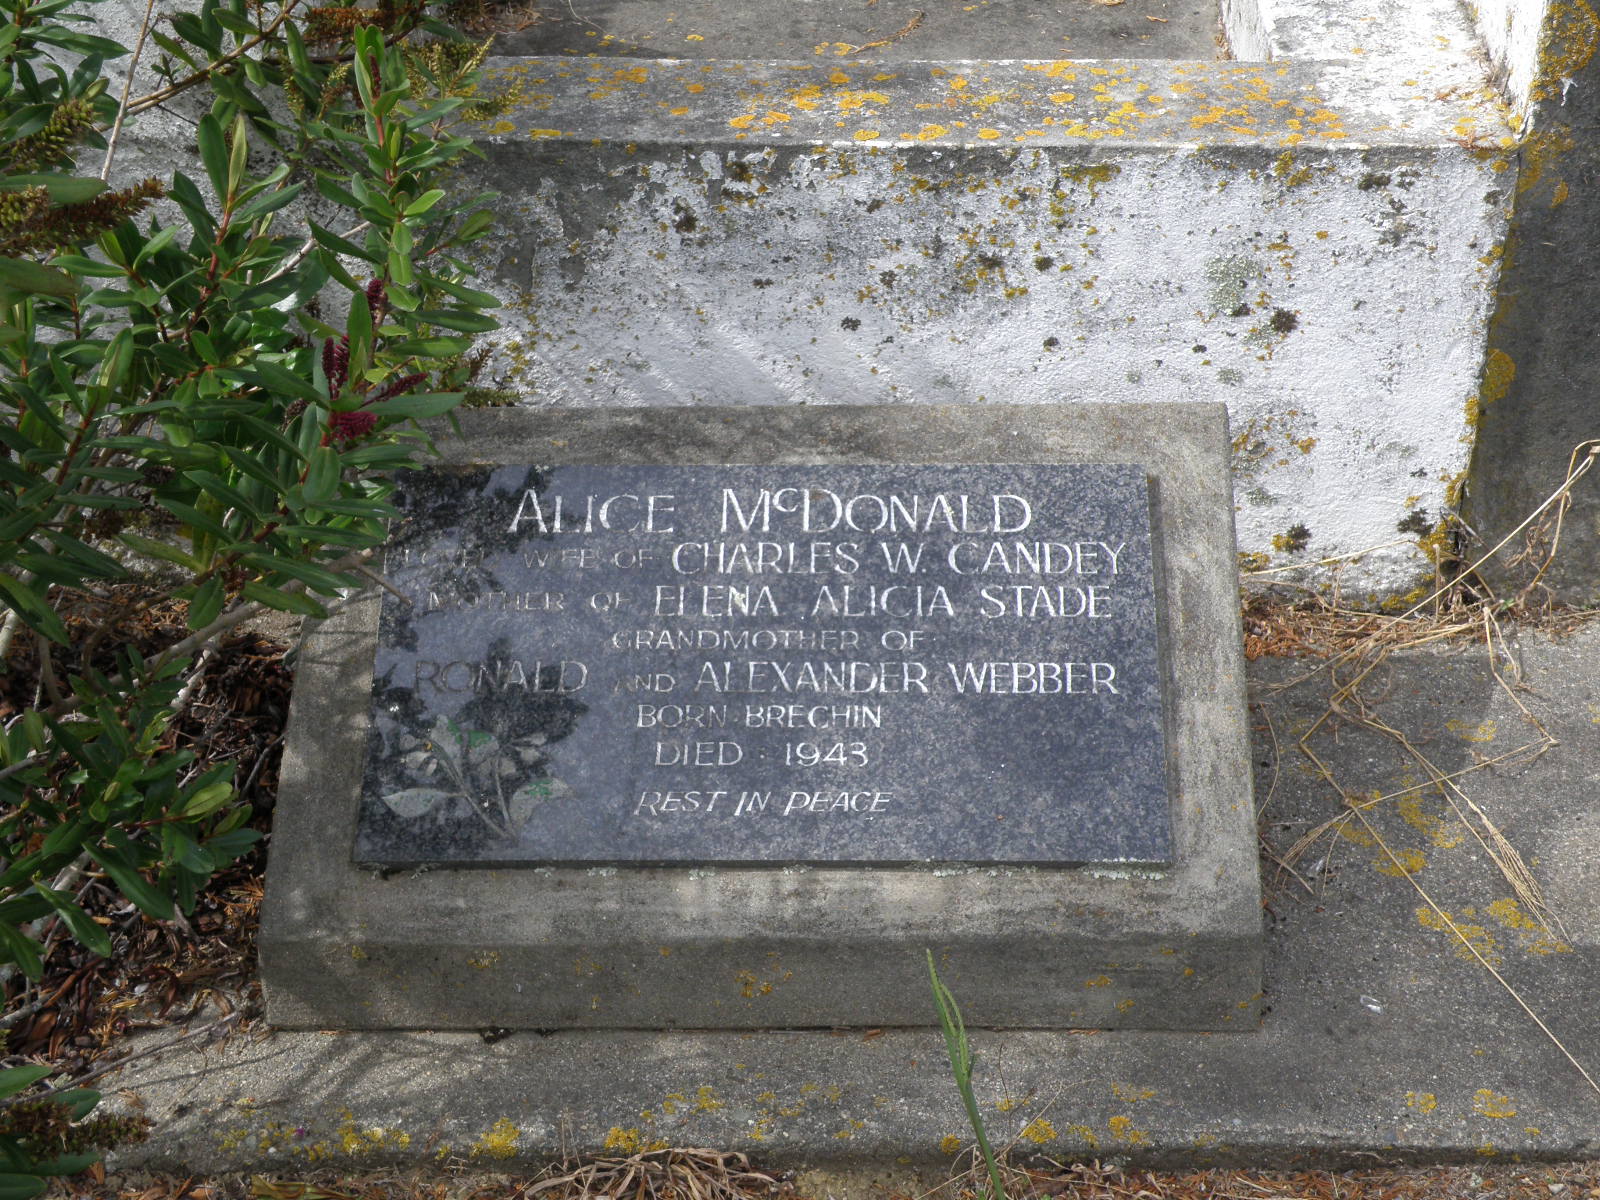 ALICE McDONALD
LOVED WIFE OF CHARLES W. CANDEY
MOTHER OF ELENA ALICIA STADE
GRANDMOTHER OF
RONALD AND ALEXANDER WEBBER
BORN · BRECHIN
DIED · 1943
REST IN PEACE